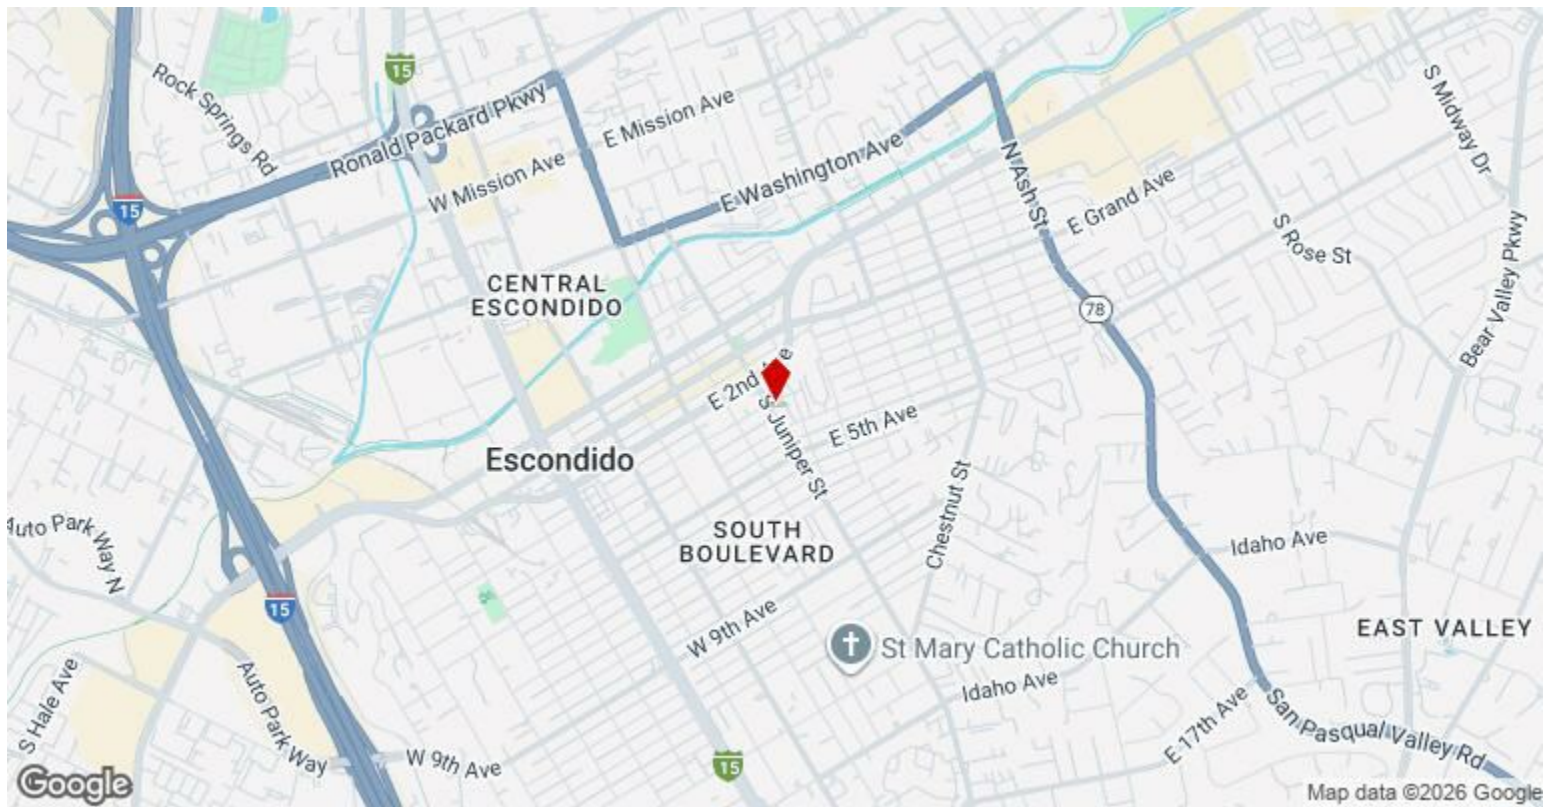 Rock Springs Rd
15
Ronald Packard Pkwy
E Mission Ave
W Mission Ave
E Washington Ave
N Ash St
E Grand Ave
S Midway Dr
S Rose St
Bear Valley Pkwy
15
CENTRAL
ESCONDIDO
78
E 2nd Ave
S Juniper St
E 5th Ave
Escondido
Chestnut St
SOUTH
BOULEVARD
Auto Park Way N
15
Idaho Ave
W 9th Ave
St Mary Catholic Church
EAST VALLEY
Idaho Ave
S Hale Ave
Auto Park Way
E 17th Ave
San Pasqual Valley Rd
W 9th Ave
15
Google
Map data ©2026 Google